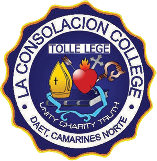 LA CONSOLACION COLLEGE
TOLLE LEGE
UNITY CHARITY TRUTH
DAET, CAMARINES NORTE